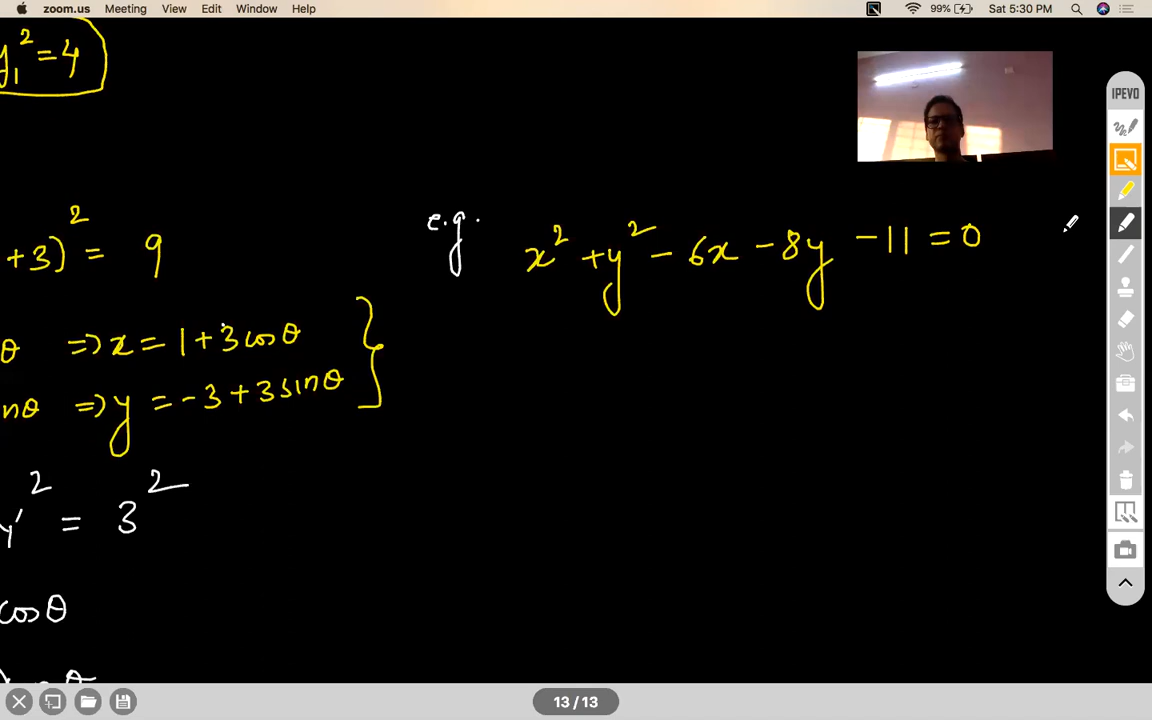 zoom.us Meeting View Edit Window Help 99% Sat 5:30 PM
y₁² = 4
IPEVO
+3)² = 9
e.g. x² + y² - 6x - 8y - 11 = 0
θ ⇒ x = 1 + 3cosθ
nθ ⇒ y = -3 + 3sinθ
y'² = 3²
cosθ
13 / 13